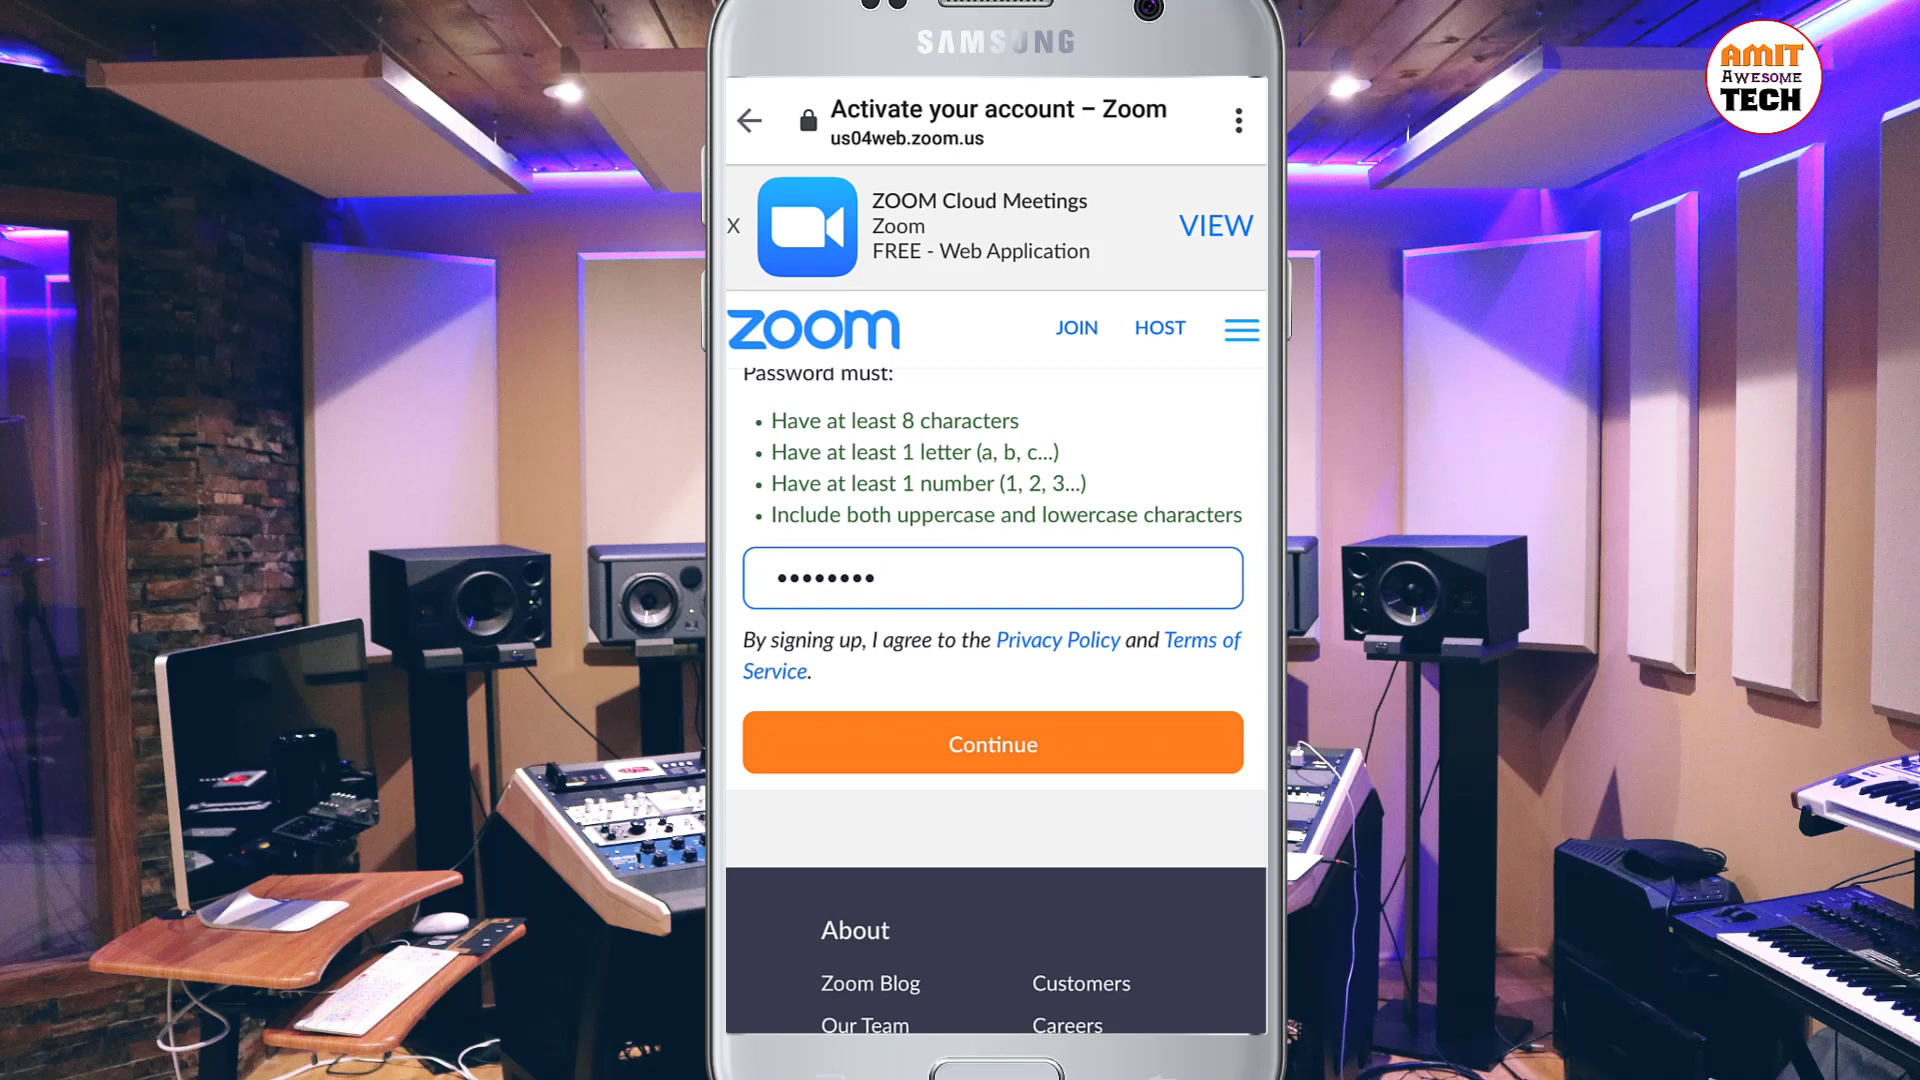 SAMSUNG
AMIT
AWESOME
TECH
Activate your account – Zoom
us04web.zoom.us
X
ZOOM Cloud Meetings
Zoom
FREE - Web Application
VIEW
zoom
JOIN
HOST
Password must:
• Have at least 8 characters
• Have at least 1 letter (a, b, c...)
• Have at least 1 number (1, 2, 3...)
• Include both uppercase and lowercase characters
••••••••
By signing up, I agree to the Privacy Policy and Terms of
Service.
Continue
About
Zoom Blog
Customers
Our Team
Careers